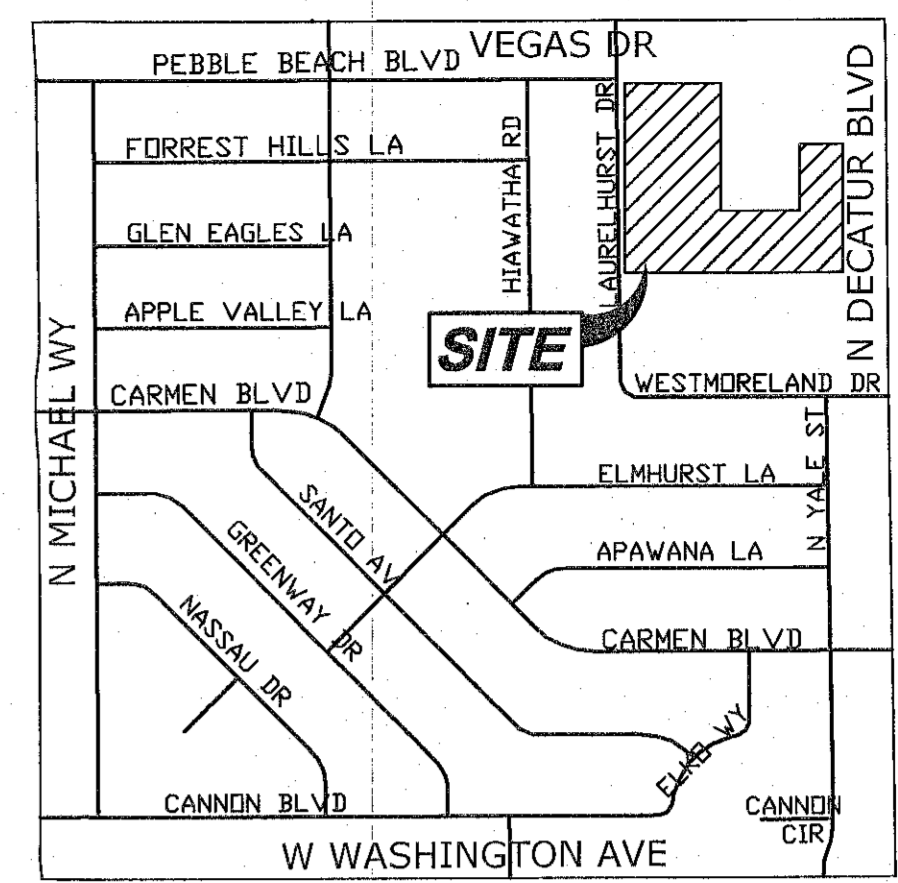 VEGAS DR
PEBBLE BEACH BLVD
FORREST HILLS LA
HIAWATHA RD
LAURELHURST DR
N DECATUR BLVD
GLEN EAGLES LA
APPLE VALLEY LA
SITE
N MICHAEL WY
CARMEN BLVD
WESTMORELAND DR
N YALE ST
ELMHURST LA
SANTO AV
GREENWAY DR
APAWANA LA
NASSAU DR
CARMEN BLVD
ELKO WY
CANNON BLVD
CANNON
CIR
W WASHINGTON AVE